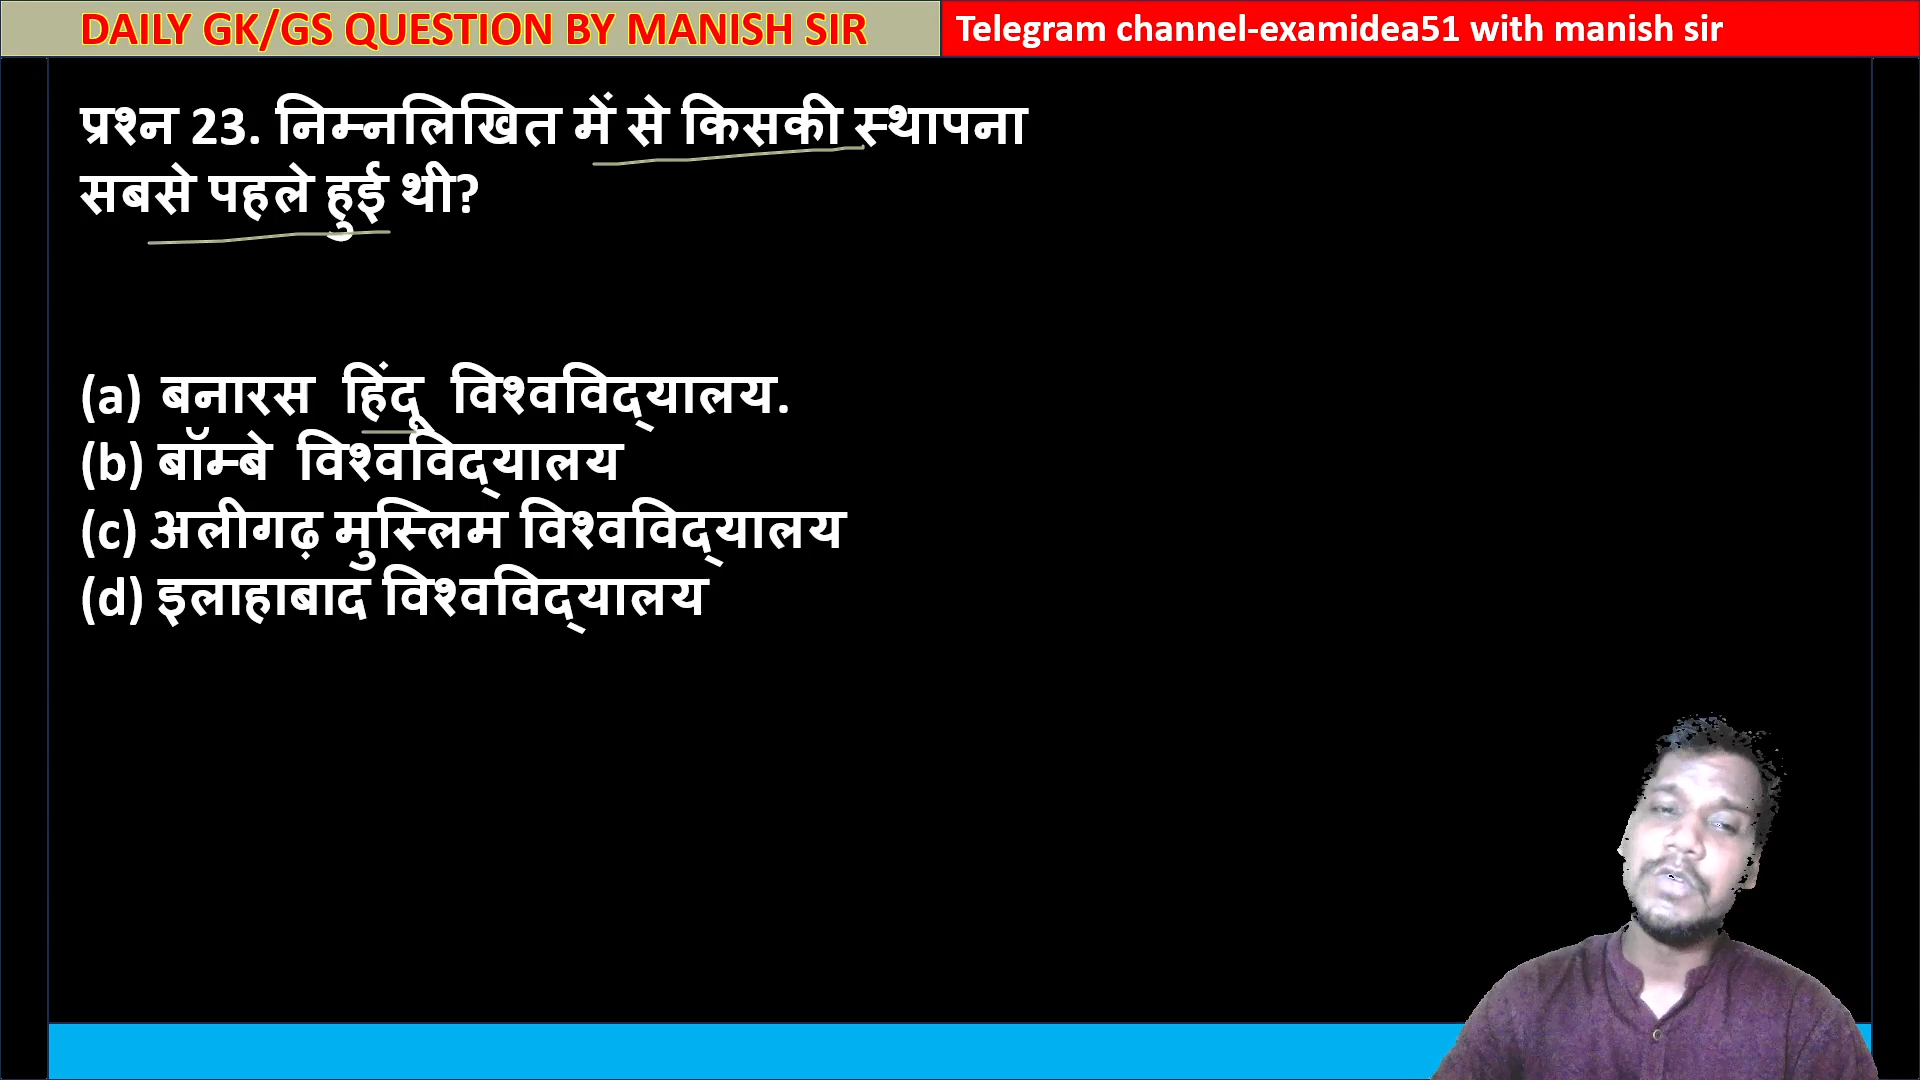 DAILY GK/GS QUESTION BY MANISH SIR
Telegram channel-examidea51 with manish sir
प्रश्न 23. निम्नलिखित में से किसकी स्थापना
सबसे पहले हुई थी?
(a) बनारस हिंदू विश्वविद्यालय.
(b) बॉम्बे विश्वविद्यालय
(c) अलीगढ़ मुस्लिम विश्वविद्यालय
(d) इलाहाबाद विश्वविद्यालय